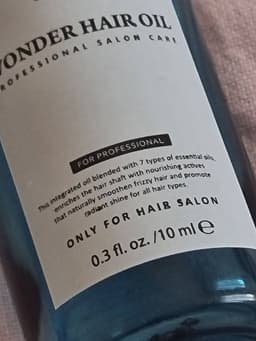 WONDER HAIR OIL
PROFESSIONAL SALON CARE
FOR PROFESSIONAL
This integrated oil blended with 7 types of essential oils,
enriches the hair shaft with nourishing actives
that naturally smoothen frizzy hair and promote
radiant shine for all hair types.
ONLY FOR HAIR SALON
0.3 fl. oz. /10 ml ℮